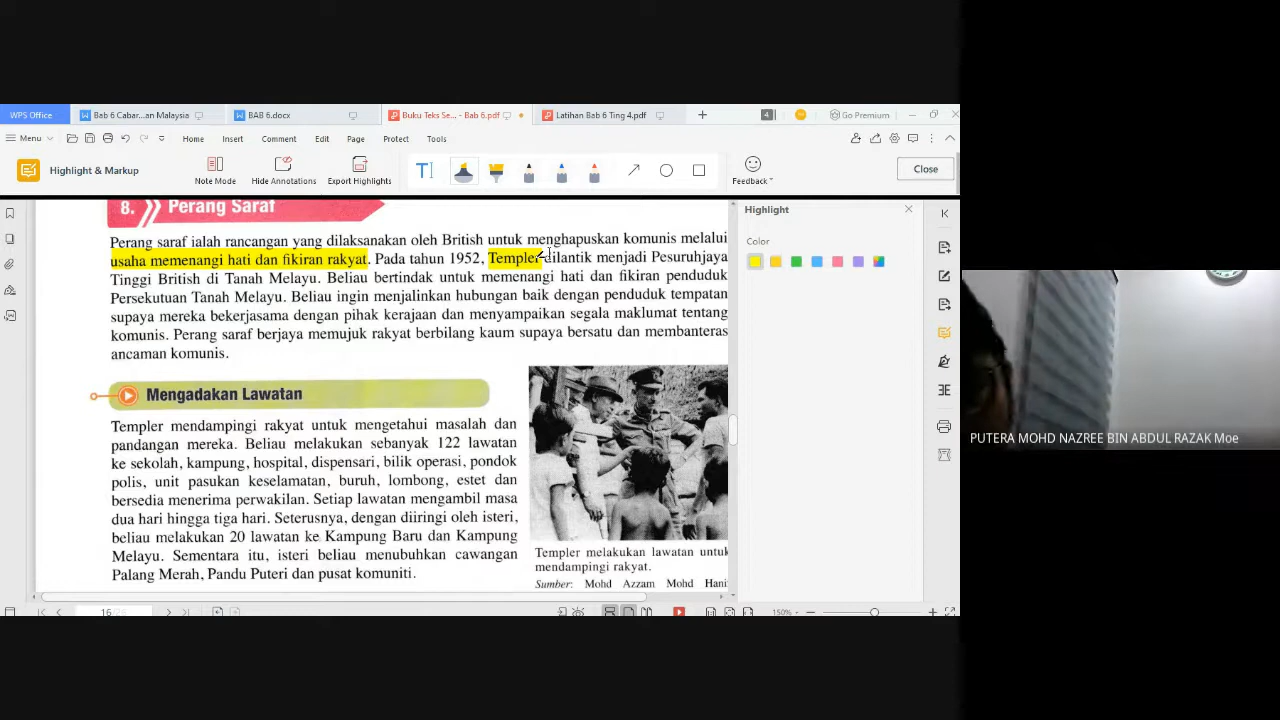 WPS Office
Bab 6 Cabar...an Malaysia
BAB 6.docx
Buku Teks Se... - Bab 6.pdf
Latihan Bab 6 Ting 4.pdf
4
Go Premium
Menu
Home
Insert
Comment
Edit
Page
Protect
Tools
Highlight & Markup
Note Mode
Hide Annotations
Export Highlights
Feedback
Close
8. Perang Saraf
Perang saraf ialah rancangan yang dilaksanakan oleh British untuk menghapuskan komunis melalui
usaha memenangi hati dan fikiran rakyat. Pada tahun 1952, Templer dilantik menjadi Pesuruhjaya
Tinggi British di Tanah Melayu. Beliau bertindak untuk memenangi hati dan fikiran penduduk
Persekutuan Tanah Melayu. Beliau ingin menjalinkan hubungan baik dengan penduduk tempatan
supaya mereka bekerjasama dengan pihak kerajaan dan menyampaikan segala maklumat tentang
komunis. Perang saraf berjaya memujuk rakyat berbilang kaum supaya bersatu dan membanteras
ancaman komunis.
Mengadakan Lawatan
Templer mendampingi rakyat untuk mengetahui masalah dan
pandangan mereka. Beliau melakukan sebanyak 122 lawatan
ke sekolah, kampung, hospital, dispensari, bilik operasi, pondok
polis, unit pasukan keselamatan, buruh, lombong, estet dan
bersedia menerima perwakilan. Setiap lawatan mengambil masa
dua hari hingga tiga hari. Seterusnya, dengan diiringi oleh isteri,
beliau melakukan 20 lawatan ke Kampung Baru dan Kampung
Melayu. Sementara itu, isteri beliau menubuhkan cawangan
Palang Merah, Pandu Puteri dan pusat komuniti.
Templer melakukan lawatan untuk
mendampingi rakyat.
Sumber: Mohd Azzam Mohd Hani
Highlight
Color
150%
PUTERA MOHD NAZREE BIN ABDUL RAZAK Moe